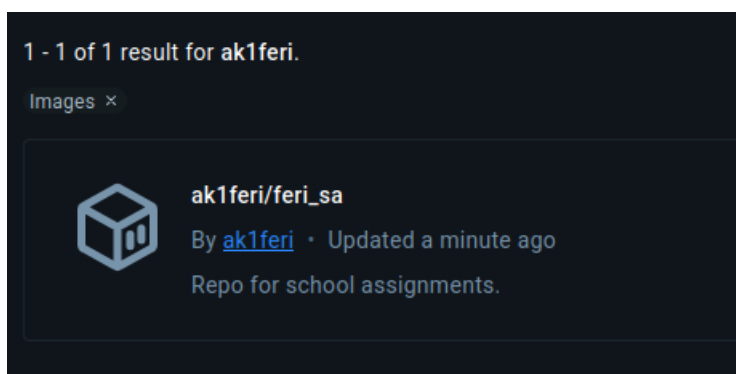 1 - 1 of 1 result for ak1feri.
Images ×
ak1feri/feri_sa
By ak1feri • Updated a minute ago
Repo for school assignments.